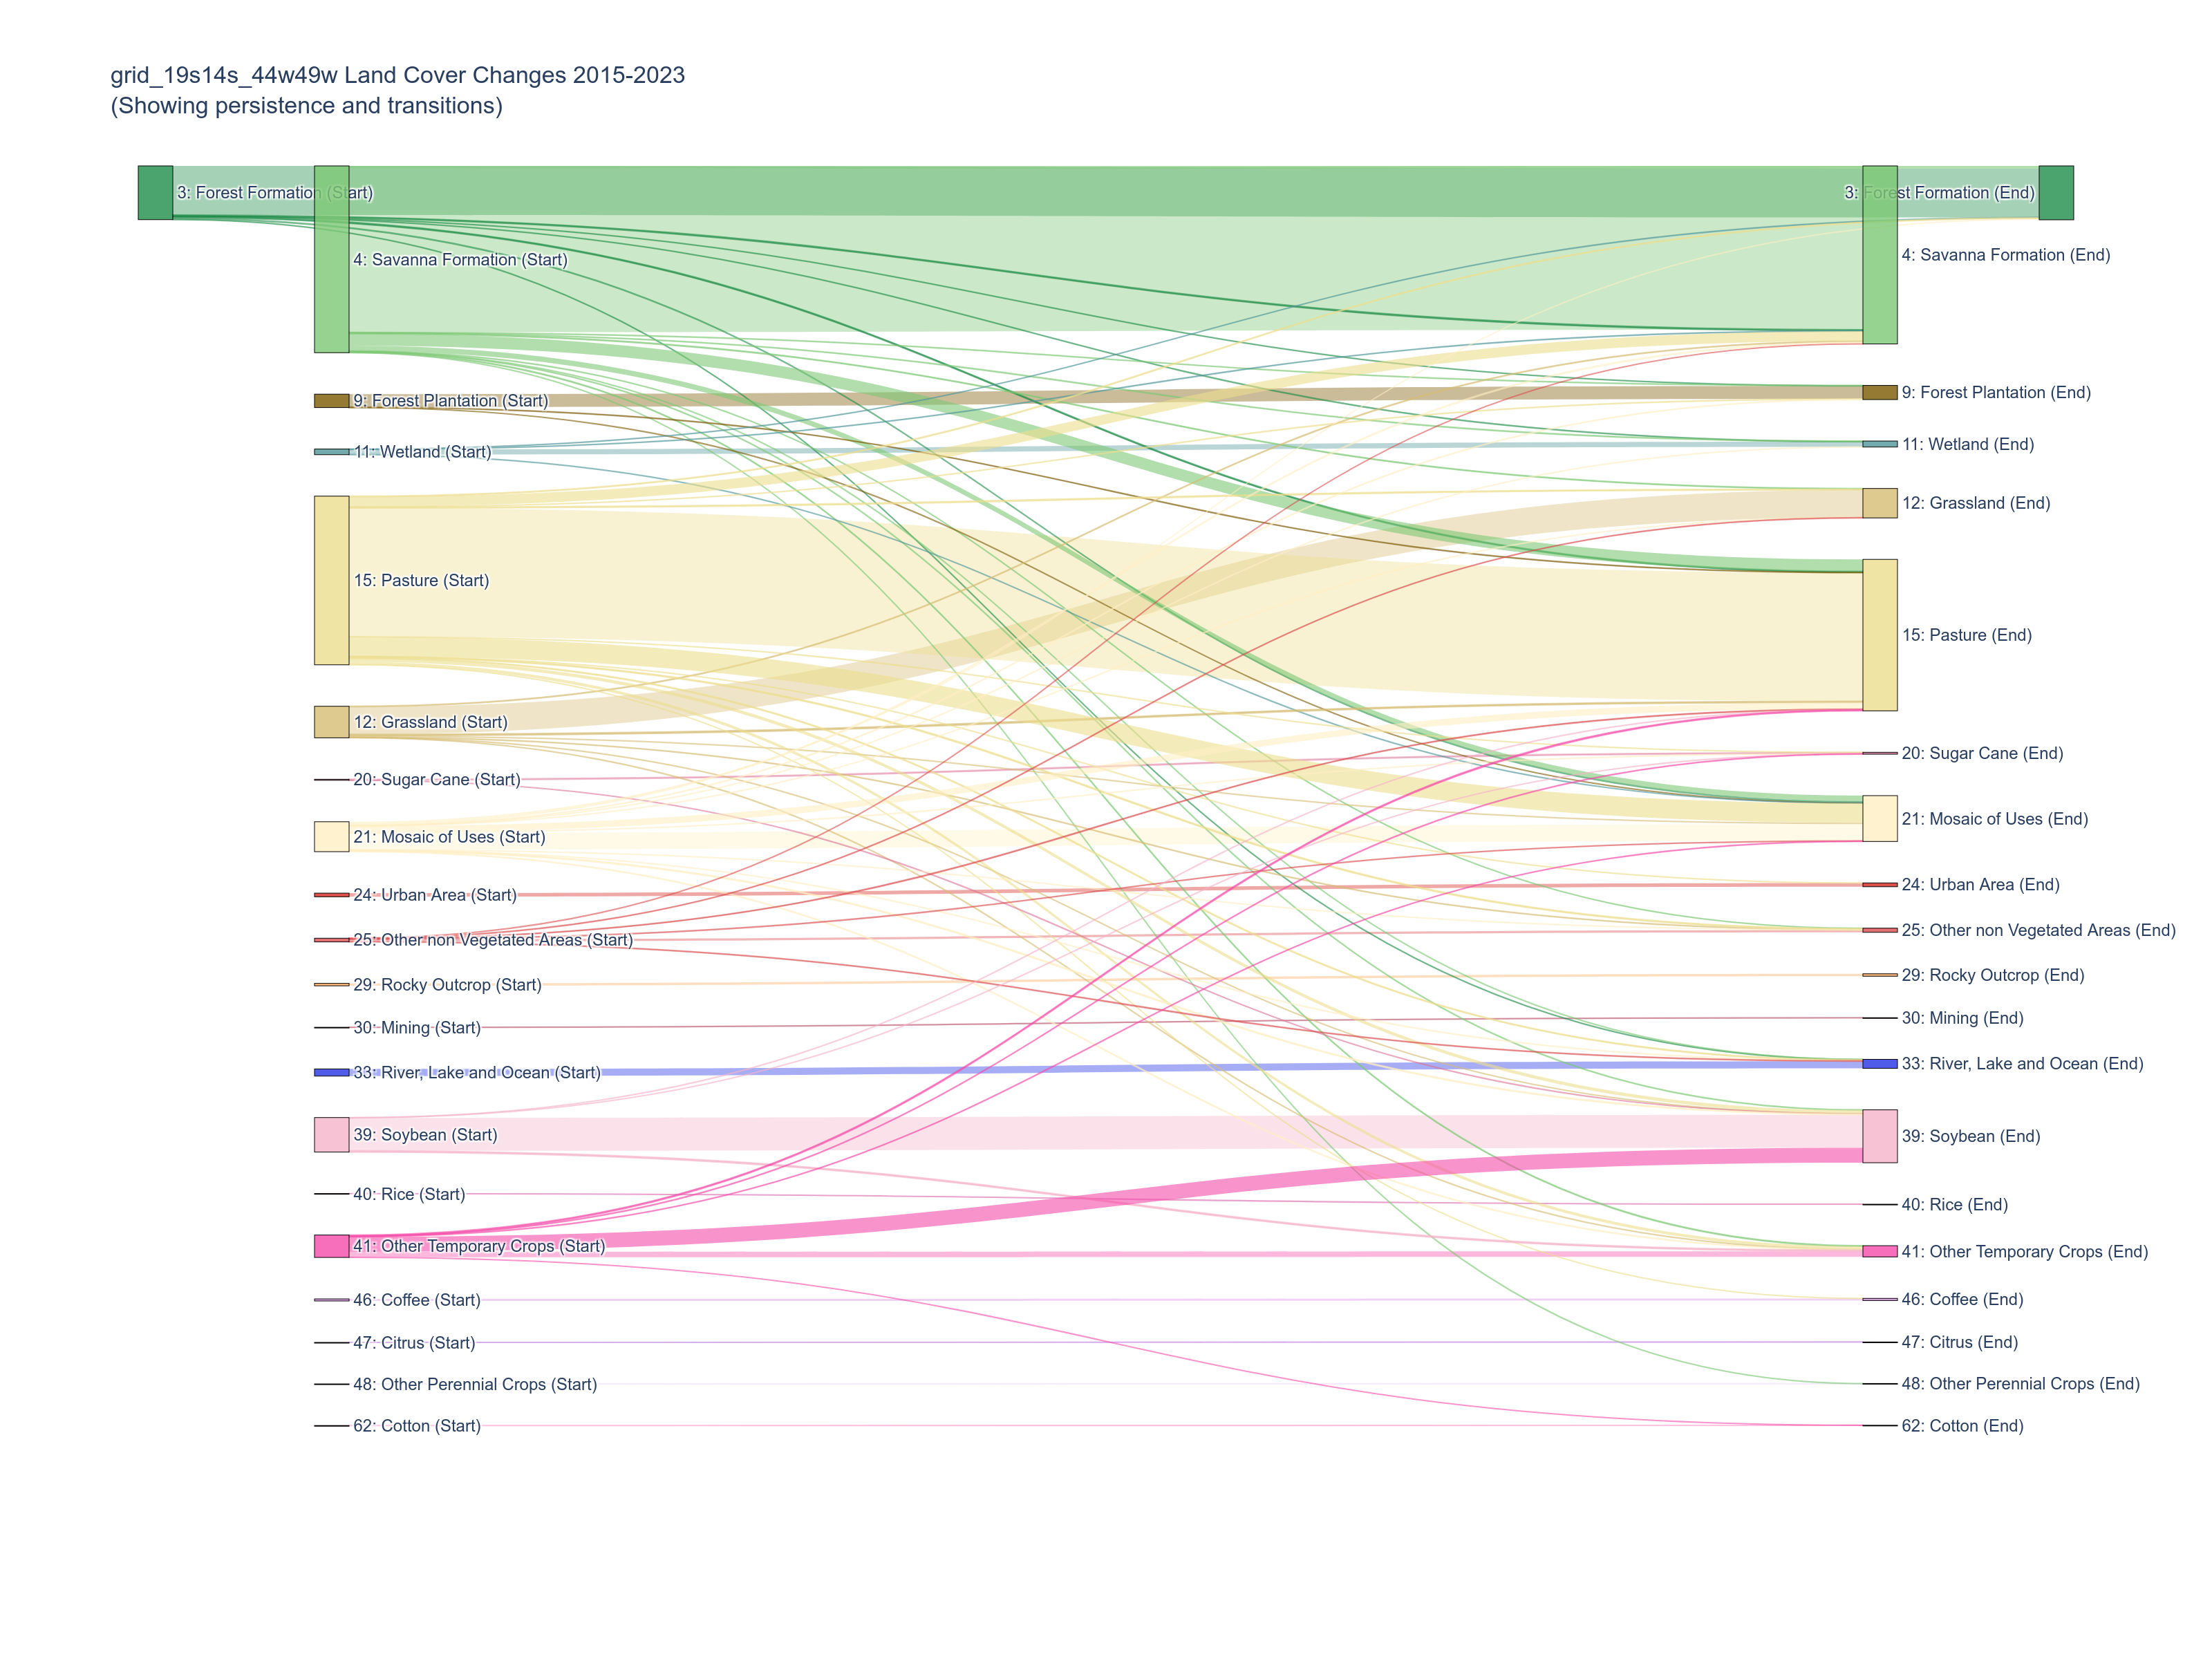 grid_19s14s_44w49w Land Cover Changes 2015-2023
(Showing persistence and transitions)
3: Forest Formation (Start)
4: Savanna Formation (Start)
9: Forest Plantation (Start)
11: Wetland (Start)
15: Pasture (Start)
12: Grassland (Start)
20: Sugar Cane (Start)
21: Mosaic of Uses (Start)
24: Urban Area (Start)
25: Other non Vegetated Areas (Start)
29: Rocky Outcrop (Start)
30: Mining (Start)
33: River, Lake and Ocean (Start)
39: Soybean (Start)
40: Rice (Start)
41: Other Temporary Crops (Start)
46: Coffee (Start)
47: Citrus (Start)
48: Other Perennial Crops (Start)
62: Cotton (Start)
3: Forest Formation (End)
4: Savanna Formation (End)
9: Forest Plantation (End)
11: Wetland (End)
12: Grassland (End)
15: Pasture (End)
20: Sugar Cane (End)
21: Mosaic of Uses (End)
24: Urban Area (End)
25: Other non Vegetated Areas (End)
29: Rocky Outcrop (End)
30: Mining (End)
33: River, Lake and Ocean (End)
39: Soybean (End)
40: Rice (End)
41: Other Temporary Crops (End)
46: Coffee (End)
47: Citrus (End)
48: Other Perennial Crops (End)
62: Cotton (End)